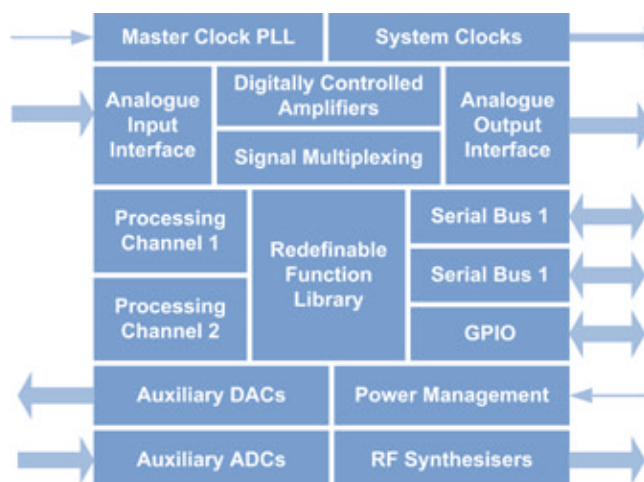 Master Clock PLL
System Clocks
Analogue
Input
Interface
Digitally Controlled
Amplifiers
Signal Multiplexing
Analogue
Output
Interface
Processing
Channel 1
Processing
Channel 2
Redefinable
Function
Library
Serial Bus 1
Serial Bus 1
GPIO
Auxiliary DACs
Power Management
Auxiliary ADCs
RF Synthesisers